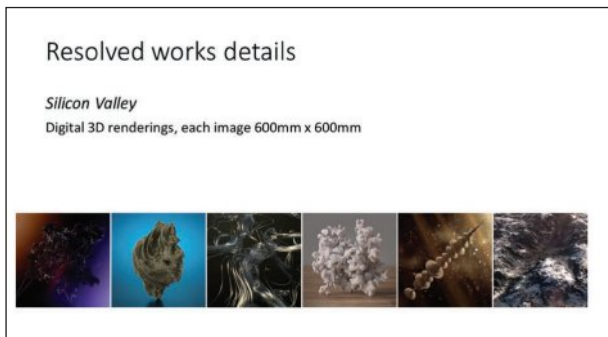 Resolved works details
Silicon Valley
Digital 3D renderings, each image 600mm x 600mm